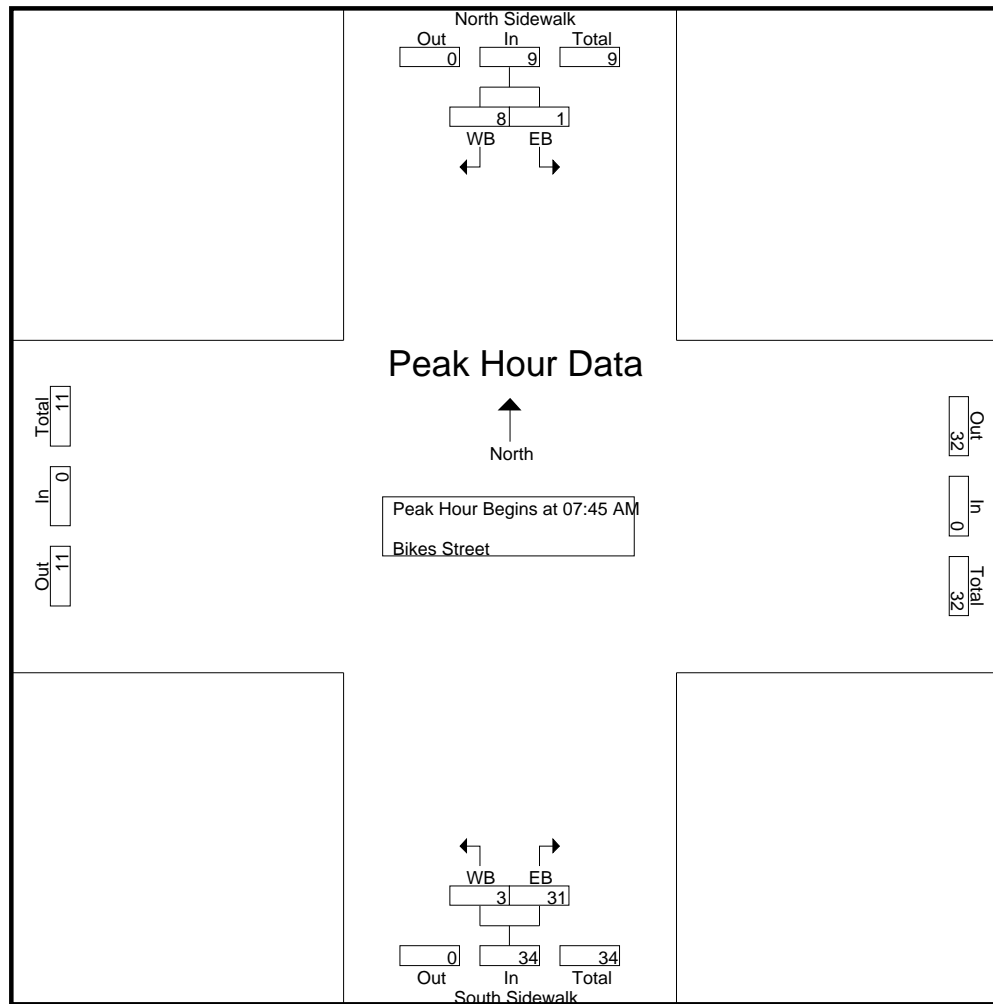 North Sidewalk
Out In Total
0 9 9
8 1
WB EB
Peak Hour Data
North
Peak Hour Begins at 07:45 AM
Bikes Street
Total 11
In 0
Out 11
Out 32
In 0
Total 32
WB EB
3 31
0 34 34
Out In Total
South Sidewalk